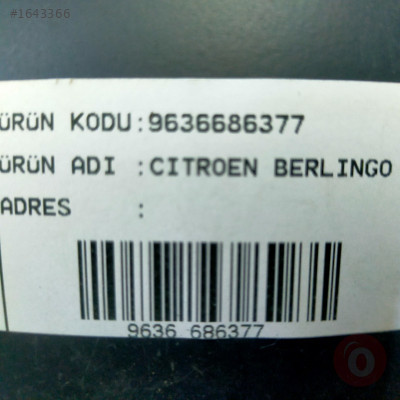 #1643366
ÜRÜN KODU:9636686377
ÜRÜN ADI :CITROEN BERLINGO
ADRES :
9636 686377